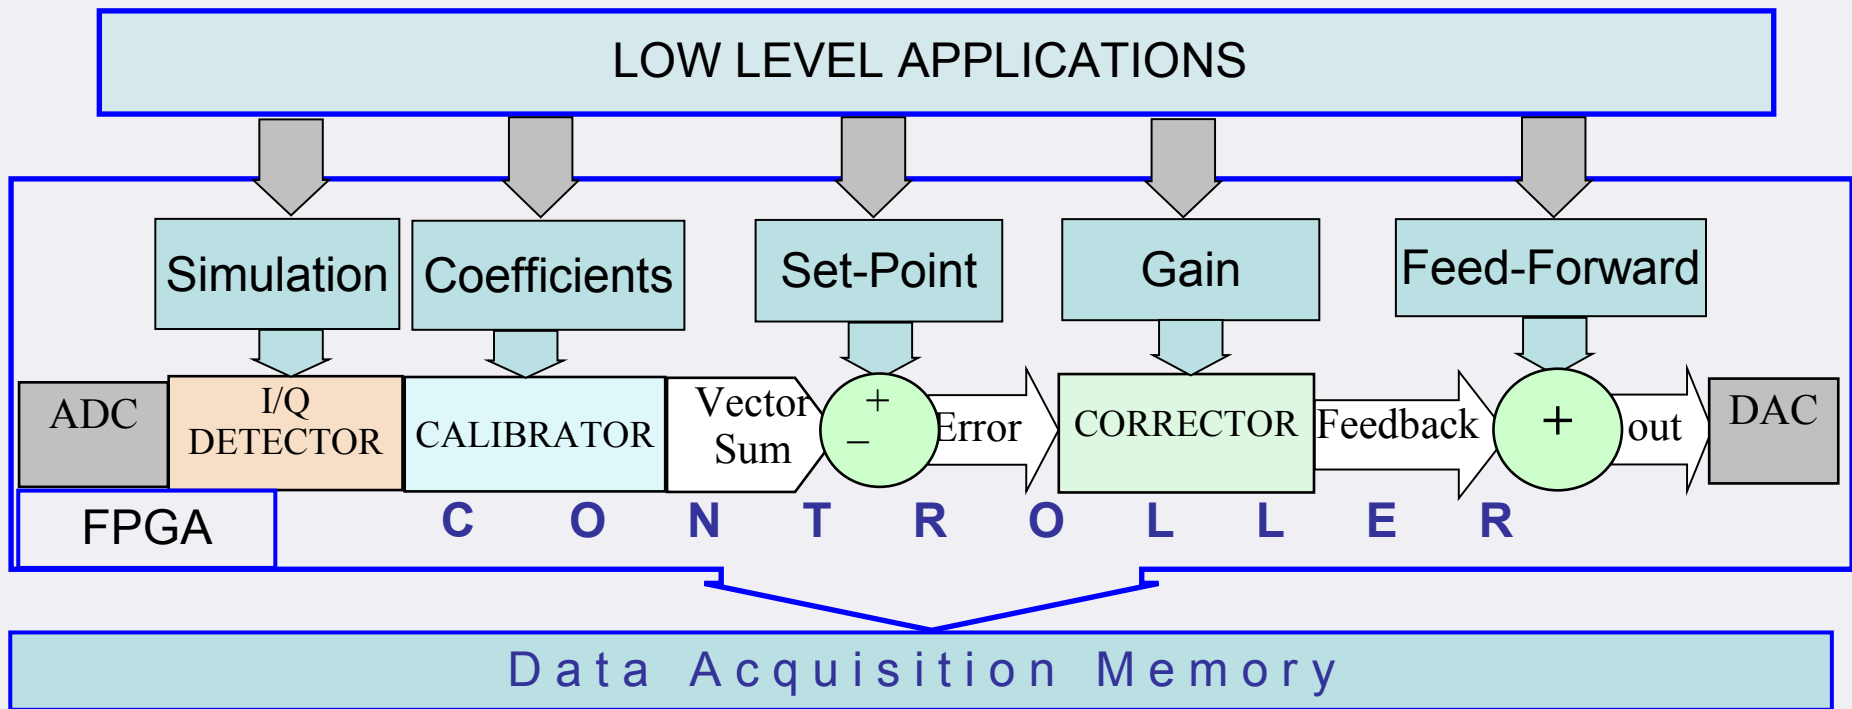 LOW LEVEL APPLICATIONS
Simulation
Coefficients
Set-Point
Gain
Feed-Forward
ADC
I/Q
DETECTOR
CALIBRATOR
Vector
Sum
+
–
Error
CORRECTOR
Feedback
+
out
DAC
FPGA
C O N T R O L L E R
Data Acquisition Memory